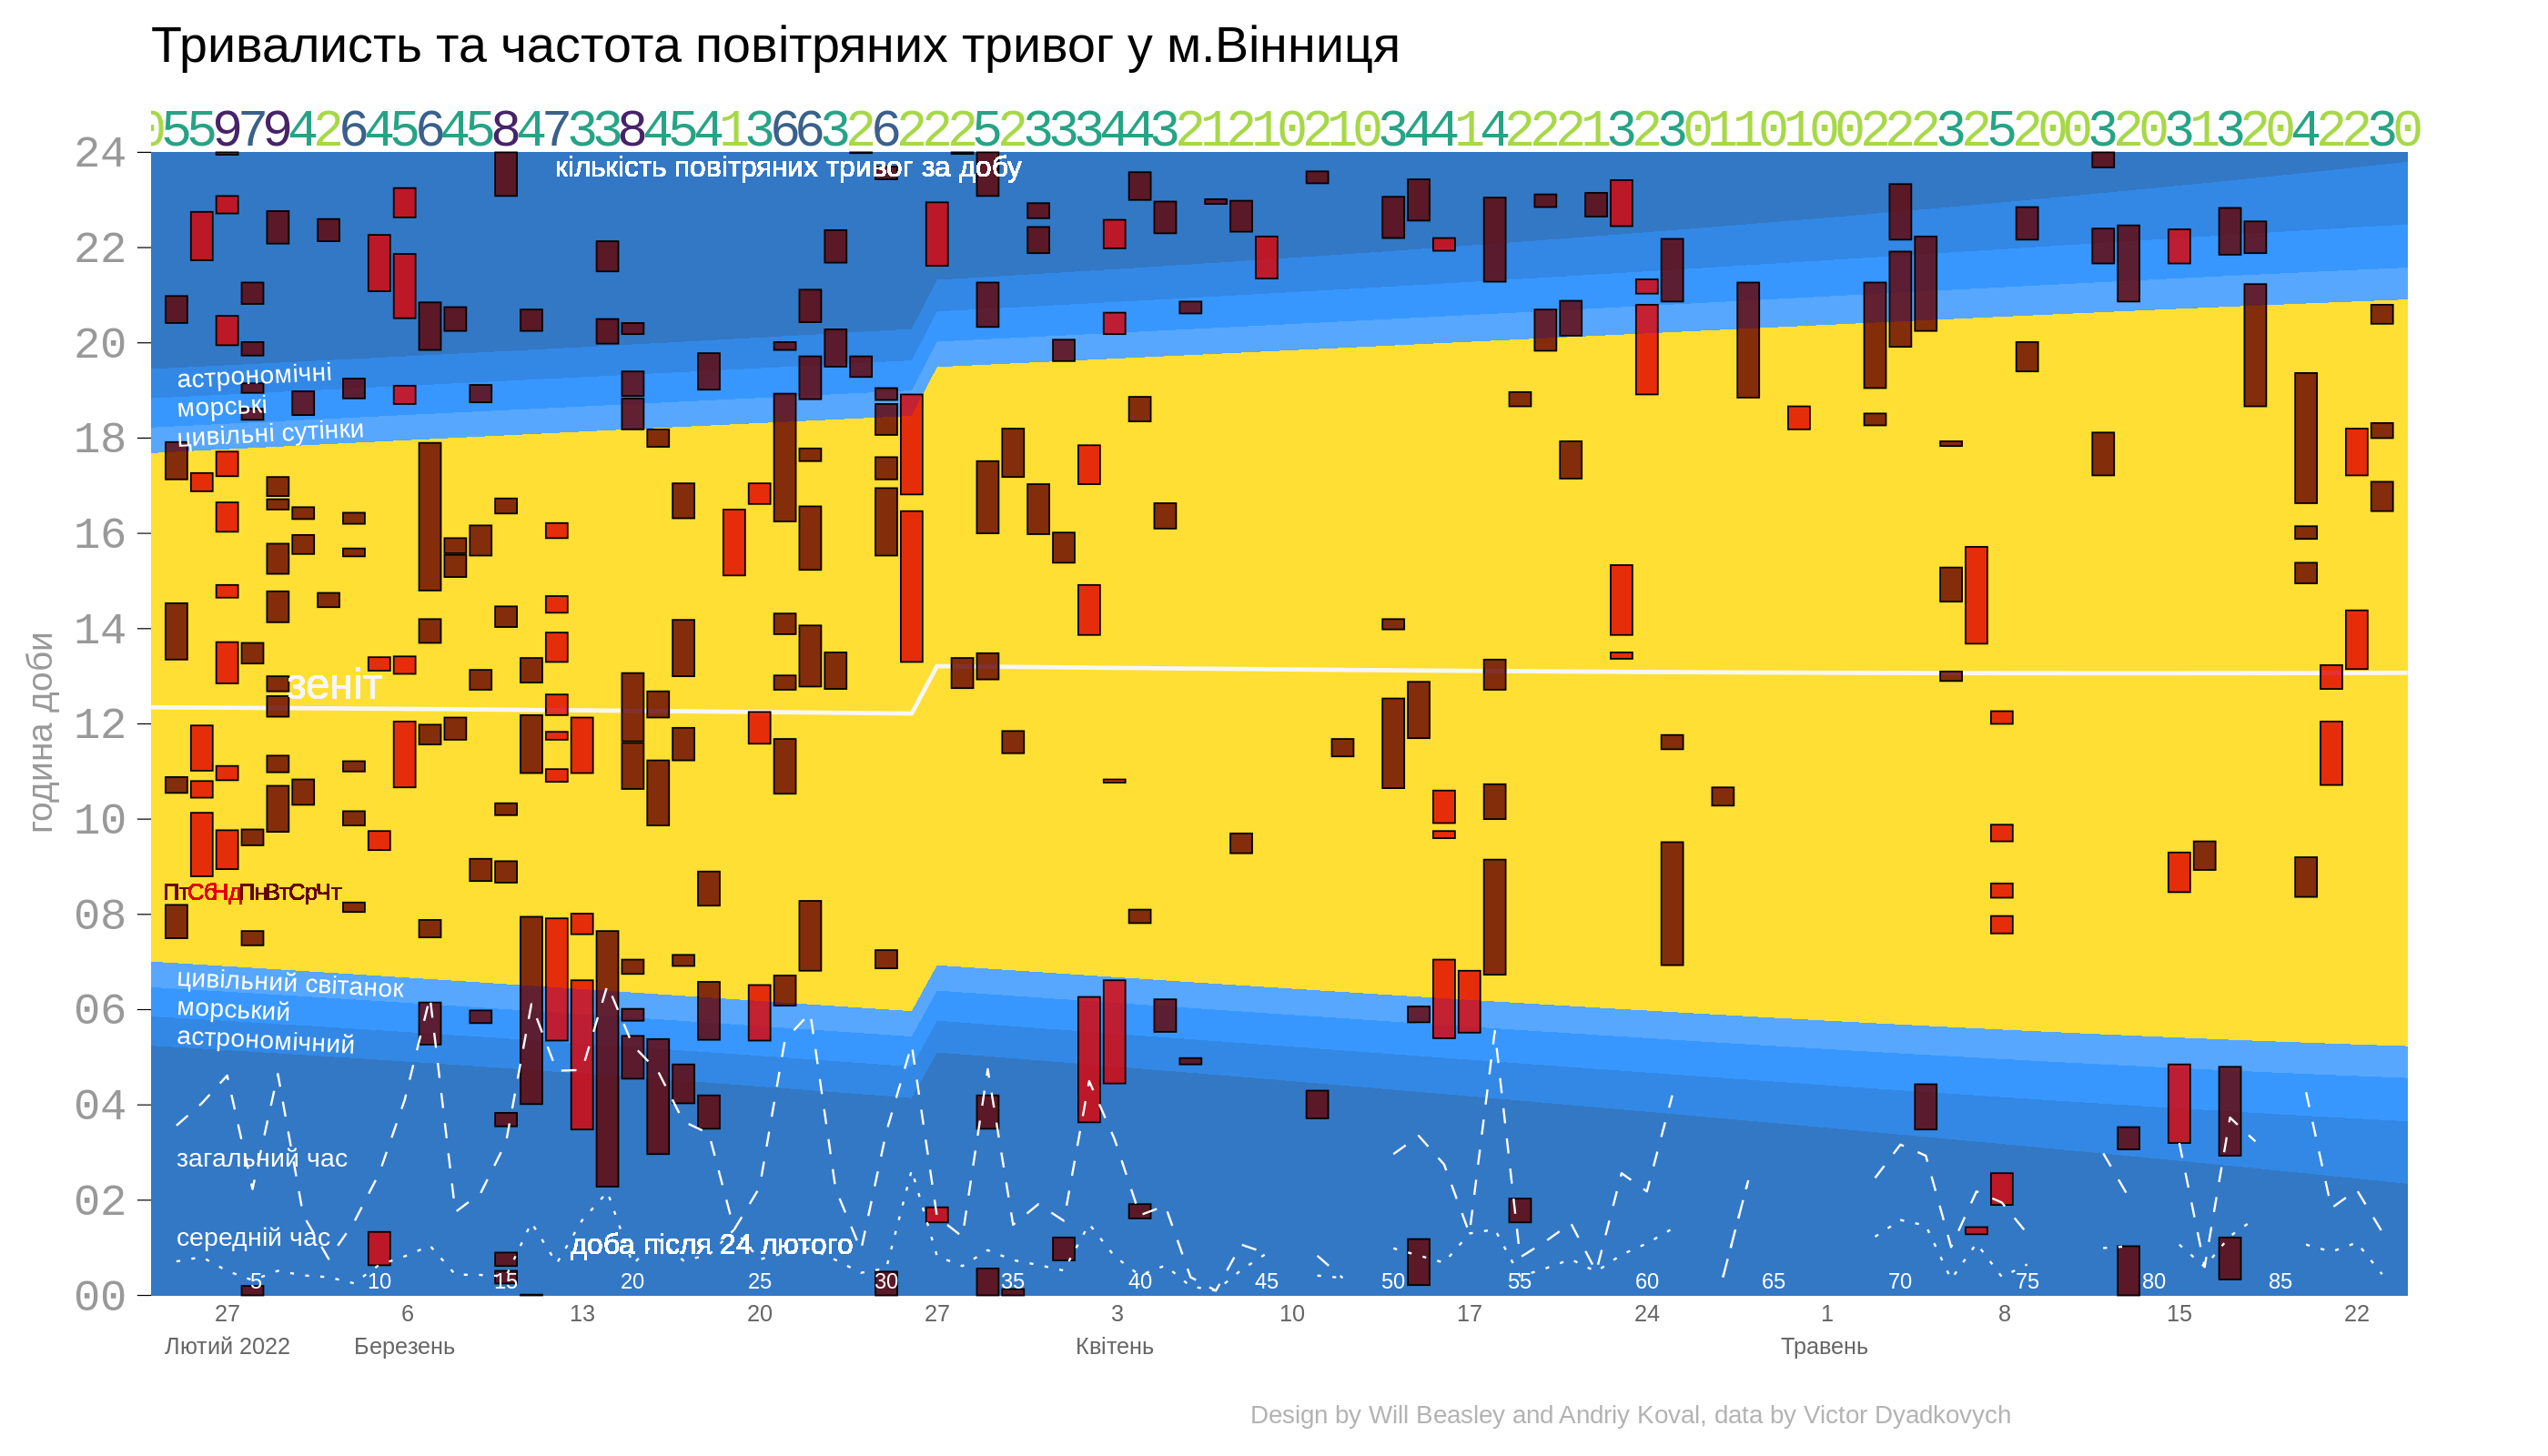 Тривалисть та частота повітряних тривог у м.Вінниця
055979426456458473384541366326222523334432121021034414222132301101002223252003203132042230
кількість повітряних тривог за добу
24
22
20
18
16
14
12
10
08
06
04
02
00
година доби
астрономічні
морські
цивільні сутінки
зеніт
ПтСбНдПнВтСрЧт
цивільний світанок
морський
астрономічний
загальний час
середній час
доба після 24 лютого
5 10 15 20 25 30 35 40 45 50 55 60 65 70 75 80 85
27 6 13 20 27 3 10 17 24 1 8 15 22
Лютий 2022 Березень Квітень Травень
Design by Will Beasley and Andriy Koval, data by Victor Dyadkovych